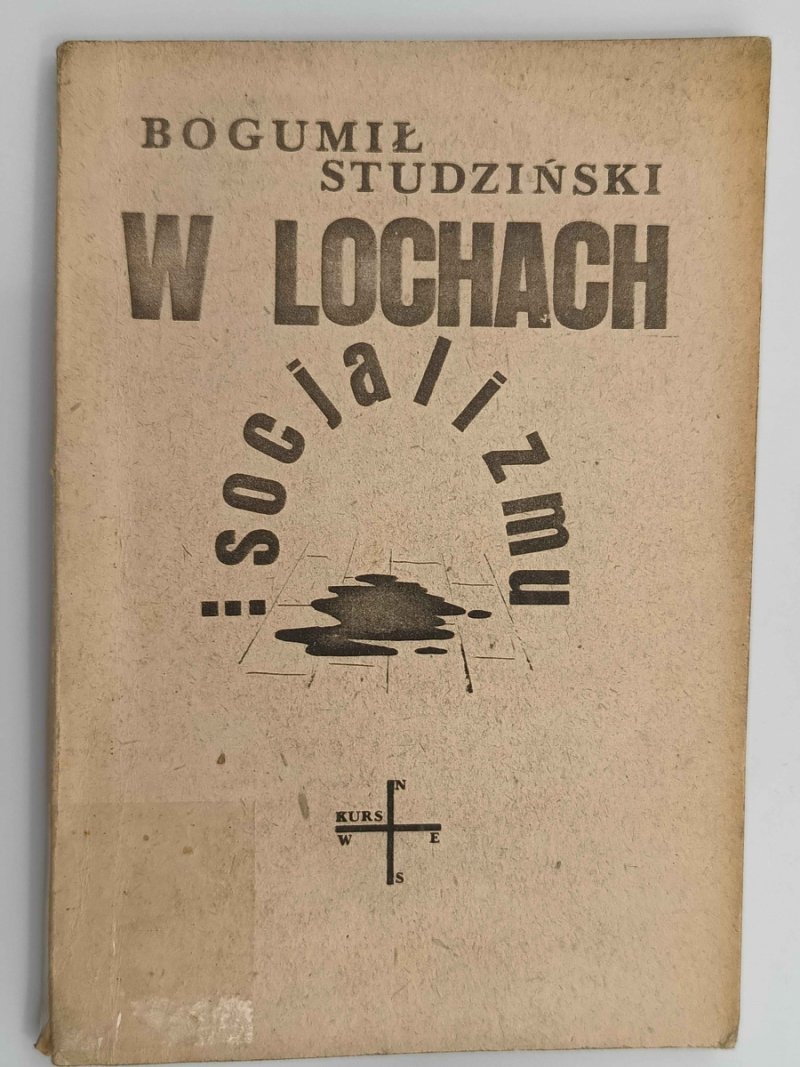 BOGUMIŁ
STUDZIŃSKI
W LOCHACH
...socjalizmu
N
KURS
W E
S